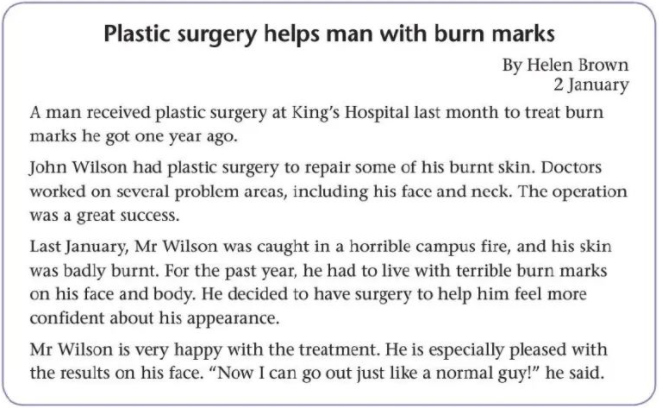 Plastic surgery helps man with burn marks
By Helen Brown
2 January
A man received plastic surgery at King's Hospital last month to treat burn
marks he got one year ago.
John Wilson had plastic surgery to repair some of his burnt skin. Doctors
worked on several problem areas, including his face and neck. The operation
was a great success.
Last January, Mr Wilson was caught in a horrible campus fire, and his skin
was badly burnt. For the past year, he had to live with terrible burn marks
on his face and body. He decided to have surgery to help him feel more
confident about his appearance.
Mr Wilson is very happy with the treatment. He is especially pleased with
the results on his face. “Now I can go out just like a normal guy!” he said.